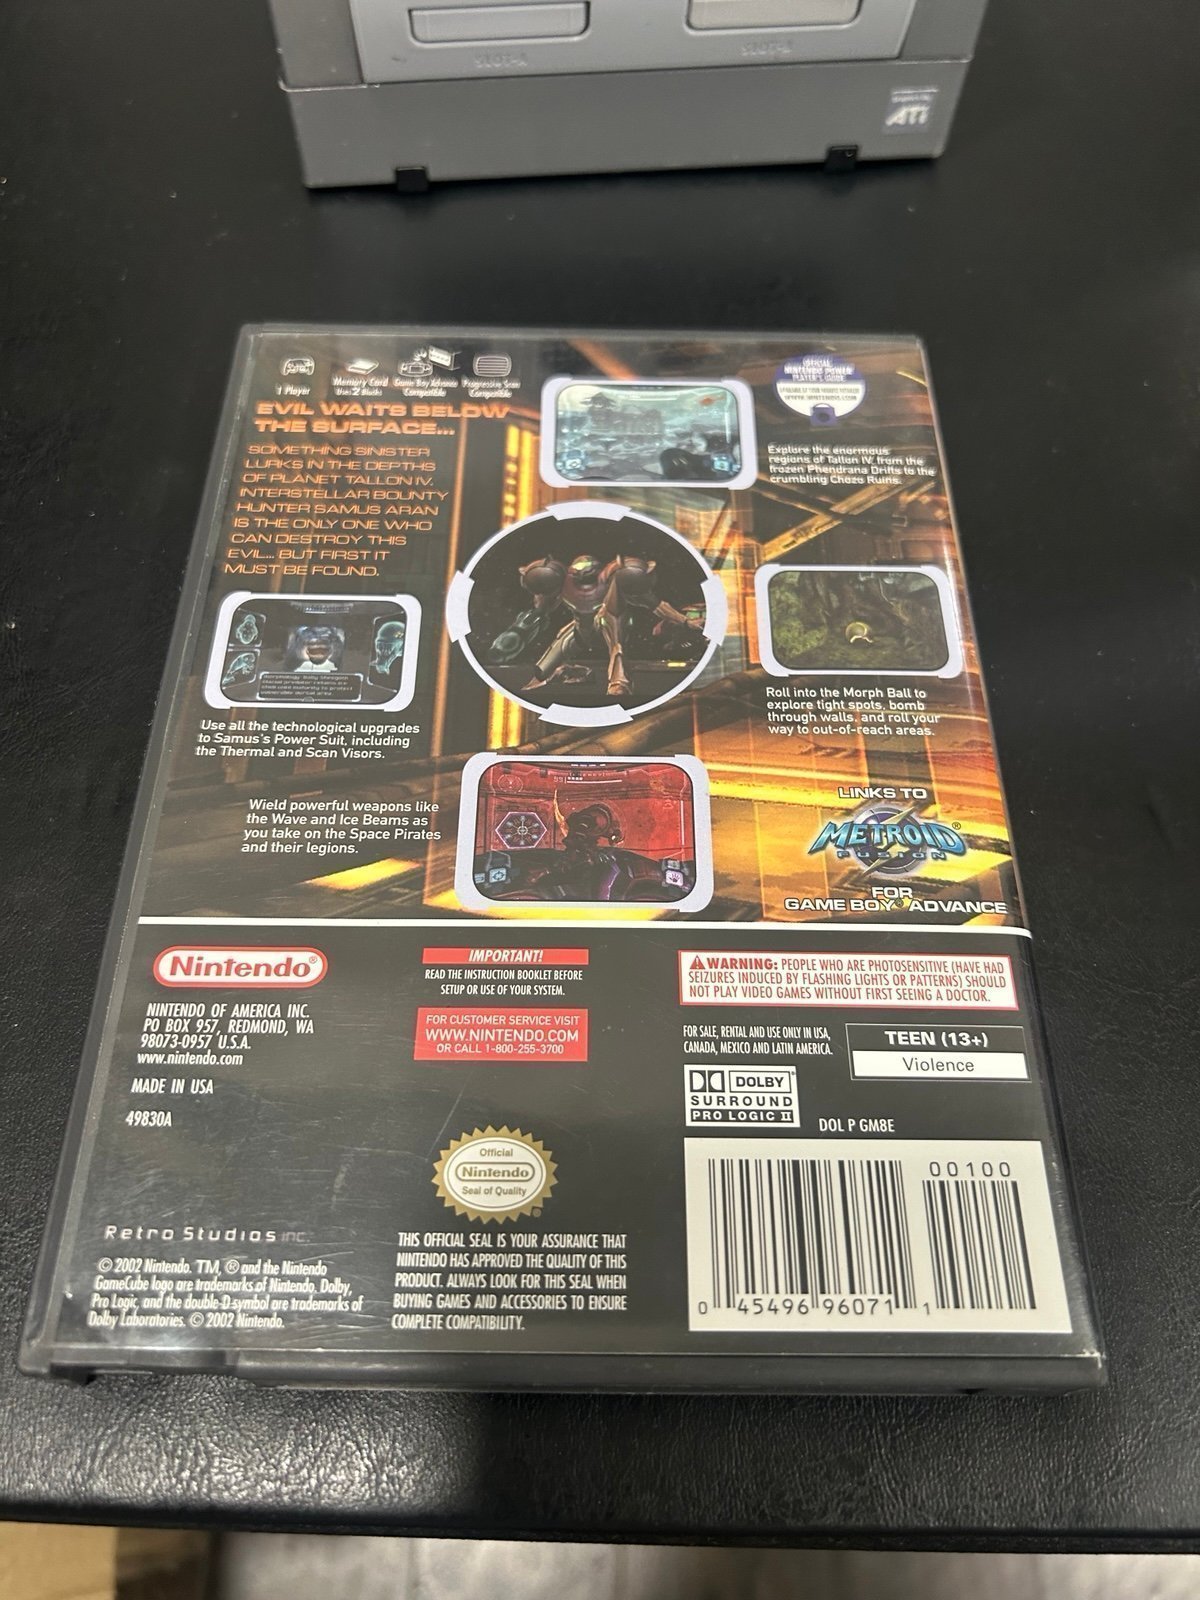 SLOT-A
SLOT-B
ATI
1 Player
Memory Card
Uses 2 Blocks
Game Boy Advance
Compatible
Progressive Scan
Compatible
EVIL WAITS BELOW
THE SURFACE...
SOMETHING SINISTER
LURKS IN THE DEPTHS
OF PLANET TALLON IV.
INTERSTELLAR BOUNTY
HUNTER SAMUS ARAN
IS THE ONLY ONE WHO
CAN DESTROY THIS
EVIL... BUT FIRST IT
MUST BE FOUND.
OFFICIAL
NINTENDO POWER
PLAYER'S GUIDE
Explore the enormous
regions of Tallon IV, from the
frozen Phendrana Drifts to the
crumbling Chozo Ruins.
Use all the technological upgrades
to Samus's Power Suit, including
the Thermal and Scan Visors.
Roll into the Morph Ball to
explore tight spots, bomb
through walls, and roll your
way to out-of-reach areas.
Wield powerful weapons like
the Wave and Ice Beams as
you take on the Space Pirates
and their legions.
LINKS TO
METROID®
FUSION
FOR
GAME BOY® ADVANCE
Nintendo®
NINTENDO OF AMERICA INC.
PO BOX 957, REDMOND, WA
98073-0957 U.S.A.
www.nintendo.com
MADE IN USA
49830A
IMPORTANT!
READ THE INSTRUCTION BOOKLET BEFORE
SETUP OR USE OF YOUR SYSTEM.
FOR CUSTOMER SERVICE VISIT
WWW.NINTENDO.COM
OR CALL 1-800-255-3700
WARNING: PEOPLE WHO ARE PHOTOSENSITIVE (HAVE HAD
SEIZURES INDUCED BY FLASHING LIGHTS OR PATTERNS) SHOULD
NOT PLAY VIDEO GAMES WITHOUT FIRST SEEING A DOCTOR.
FOR SALE, RENTAL AND USE ONLY IN USA,
CANADA, MEXICO AND LATIN AMERICA.
TEEN (13+)
Violence
DOLBY
SURROUND
PRO LOGIC II
DOL P GM8E
Official
Nintendo
Seal of Quality
Retro Studios inc.
© 2002 Nintendo. TM, ® and the Nintendo
GameCube logo are trademarks of Nintendo. Dolby,
Pro Logic, and the double-D symbol are trademarks of
Dolby Laboratories. © 2002 Nintendo.
THIS OFFICIAL SEAL IS YOUR ASSURANCE THAT
NINTENDO HAS APPROVED THE QUALITY OF THIS
PRODUCT. ALWAYS LOOK FOR THIS SEAL WHEN
BUYING GAMES AND ACCESSORIES TO ENSURE
COMPLETE COMPATIBILITY.
00100
0 45496 96071 1